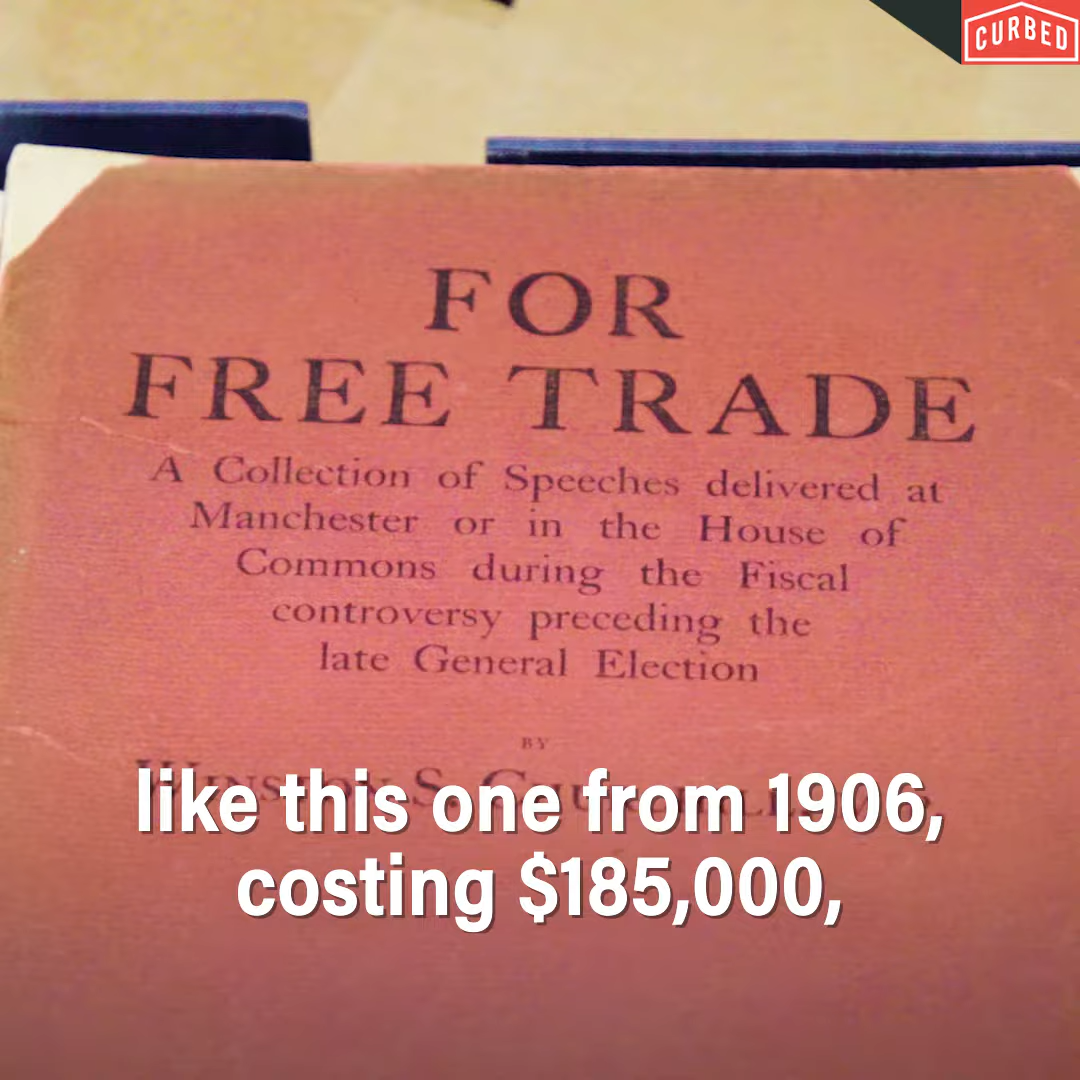 CURBED
FOR
FREE TRADE
A Collection of Speeches delivered at
Manchester or in the House of
Commons during the Fiscal
controversy preceding the
late General Election
BY
WINSTON S.
like this one from 1906,
costing $185,000,